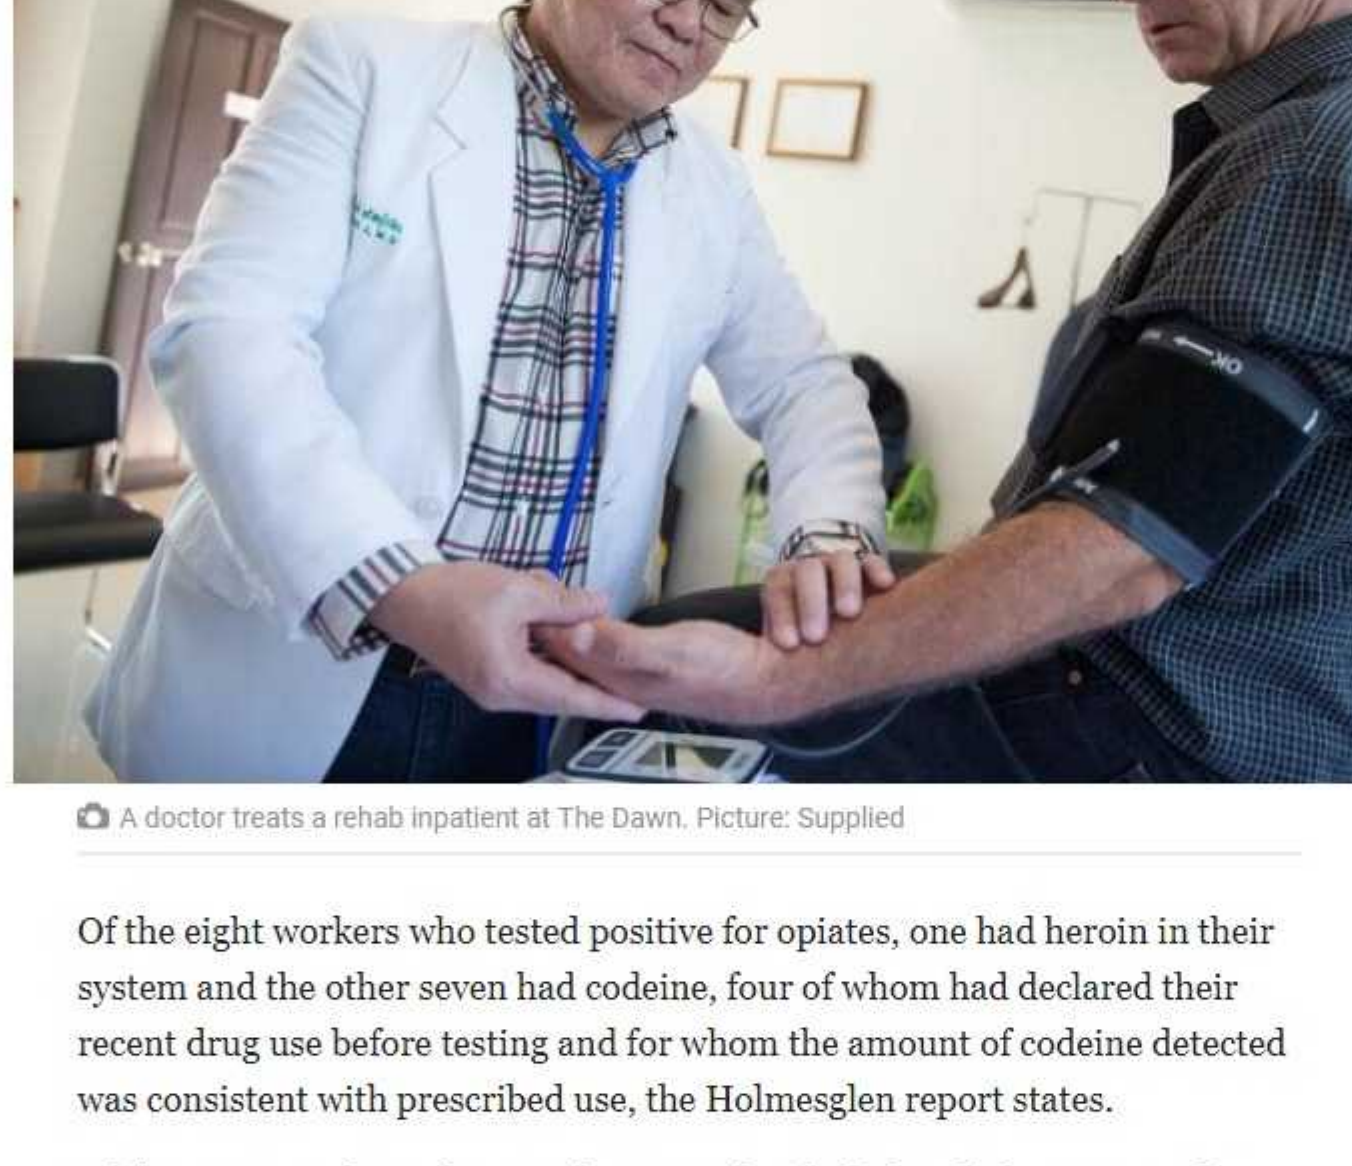 OK
A doctor treats a rehab inpatient at The Dawn. Picture: Supplied
Of the eight workers who tested positive for opiates, one had heroin in their
system and the other seven had codeine, four of whom had declared their
recent drug use before testing and for whom the amount of codeine detected
was consistent with prescribed use, the Holmesglen report states.